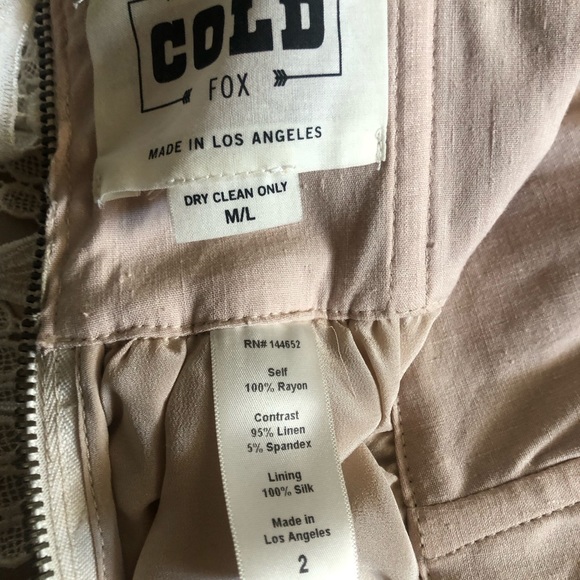 COLD
FOX
MADE IN LOS ANGELES
DRY CLEAN ONLY
M/L
RN# 144652
Self
100% Rayon
Contrast
95% Linen
5% Spandex
Lining
100% Silk
Made in
Los Angeles
2